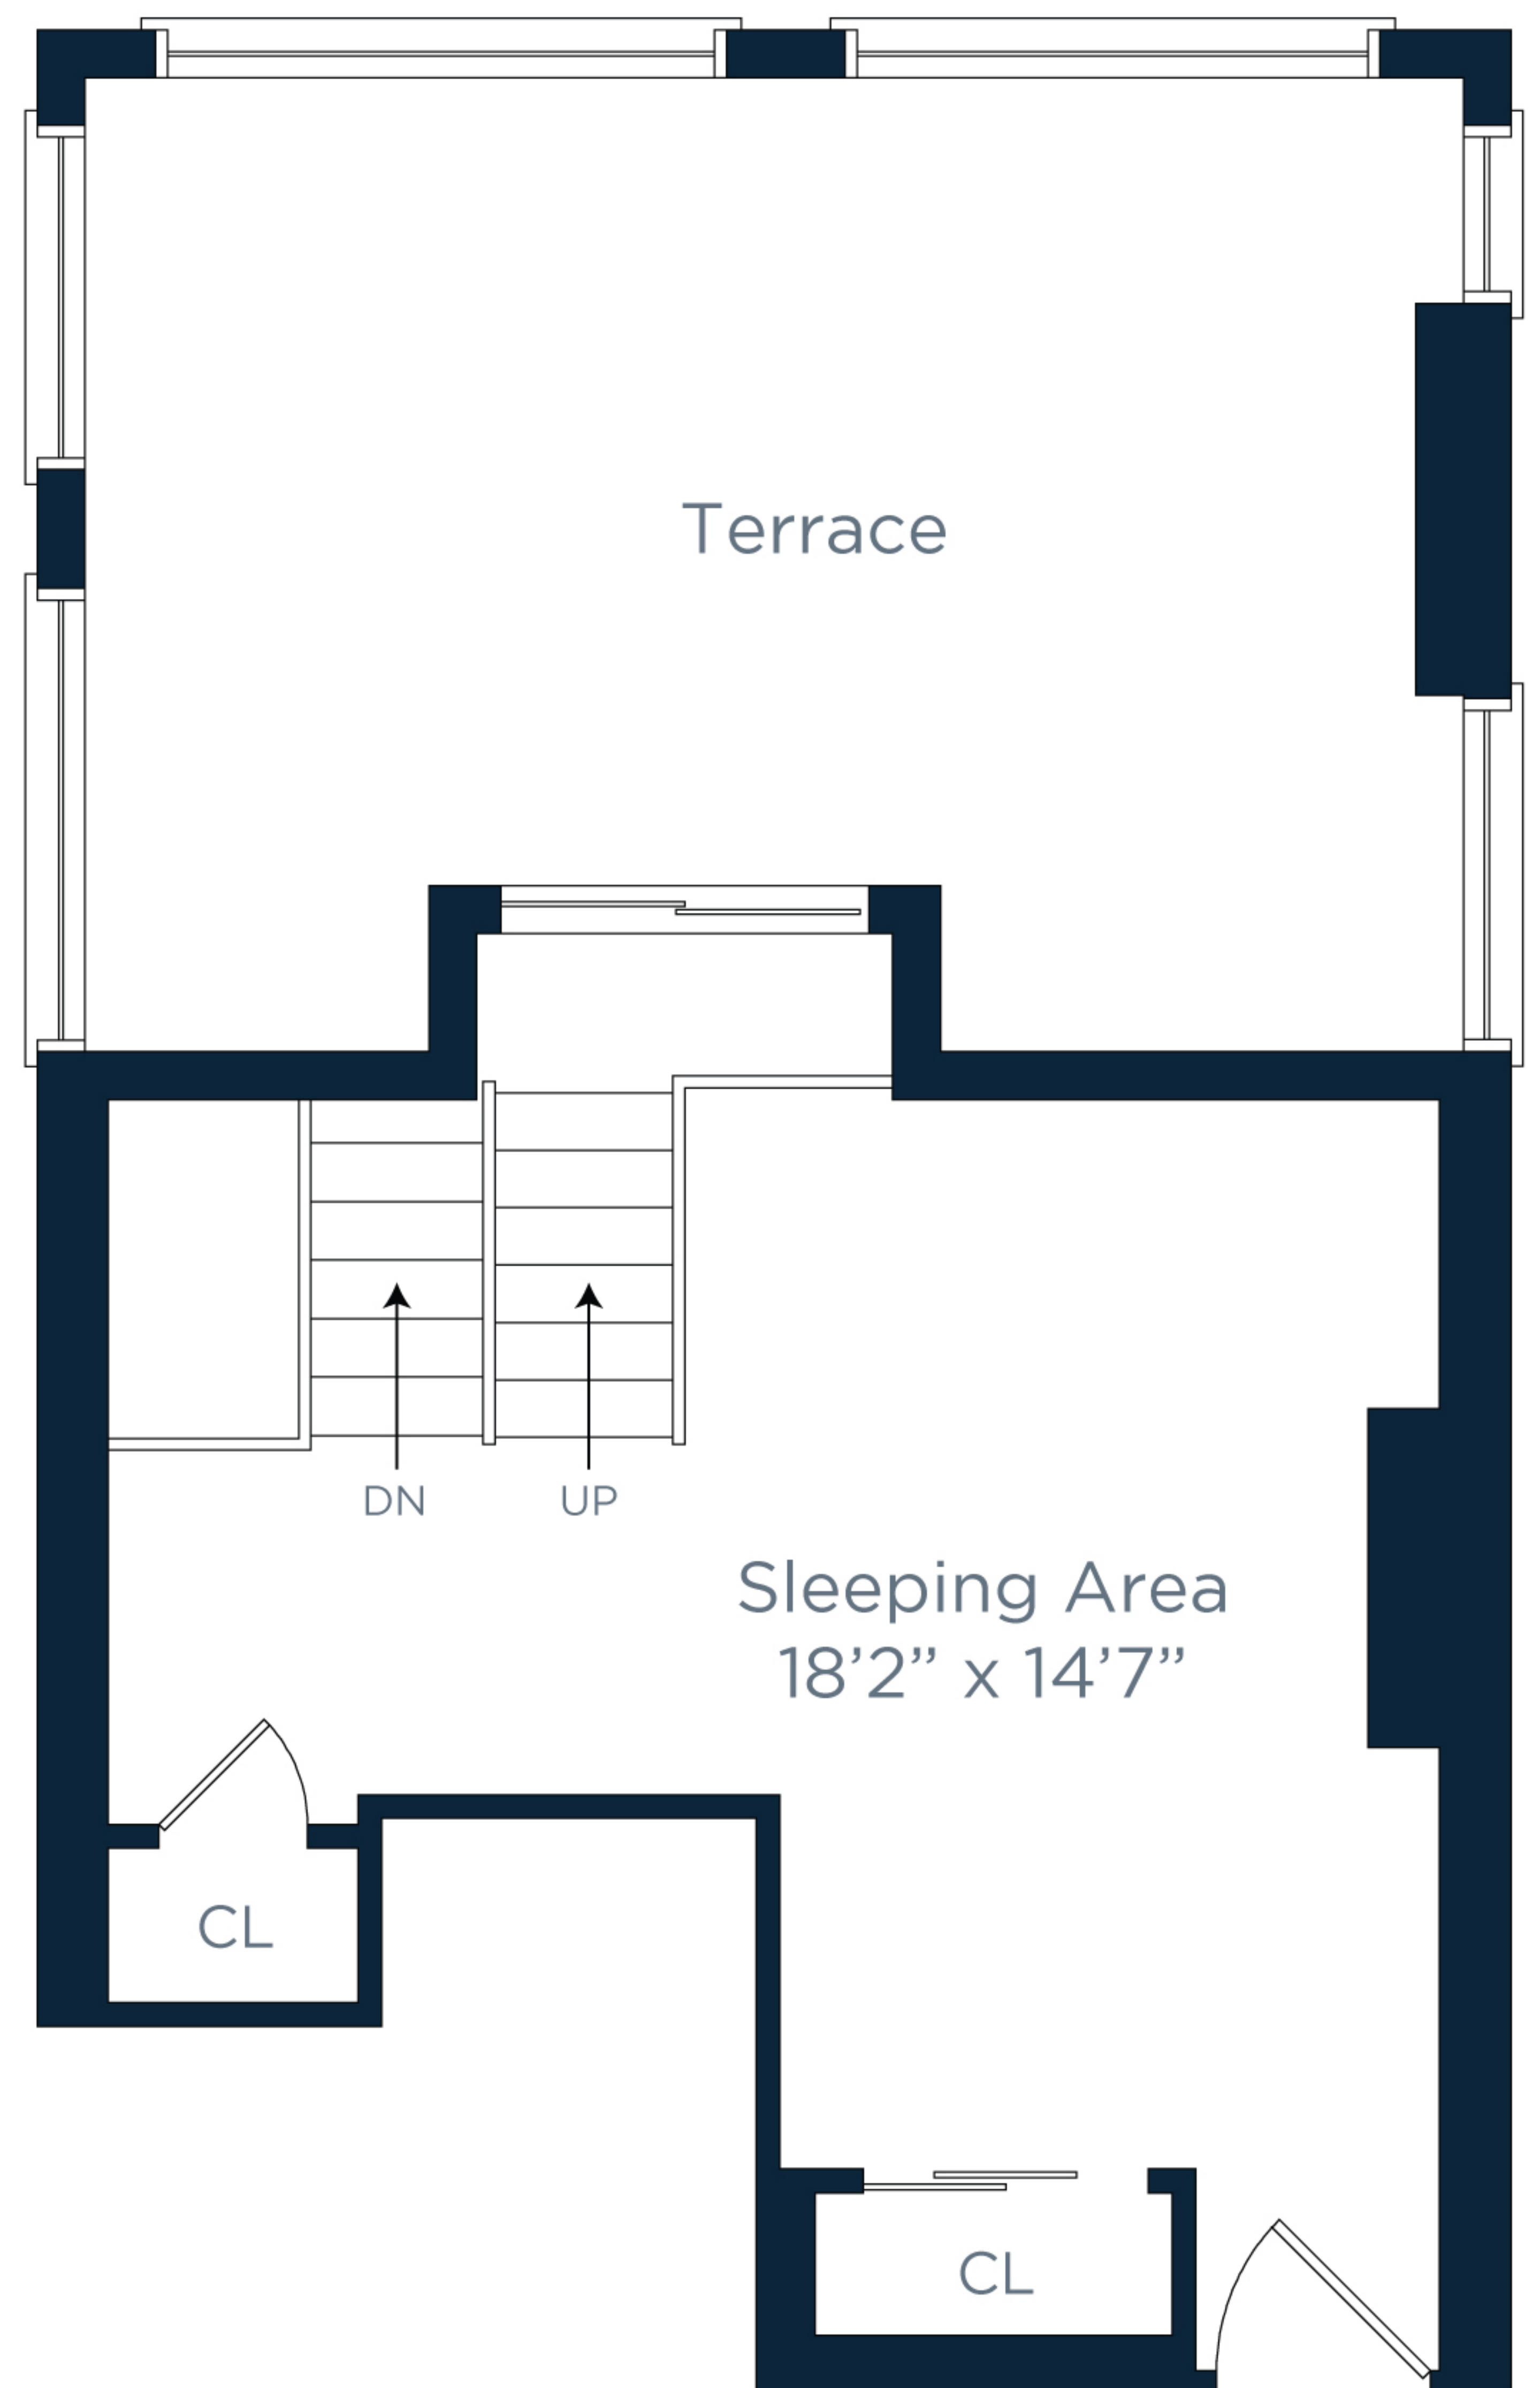 Terrace
DN
UP
Sleeping Area
18’2” x 14’7”
CL
CL